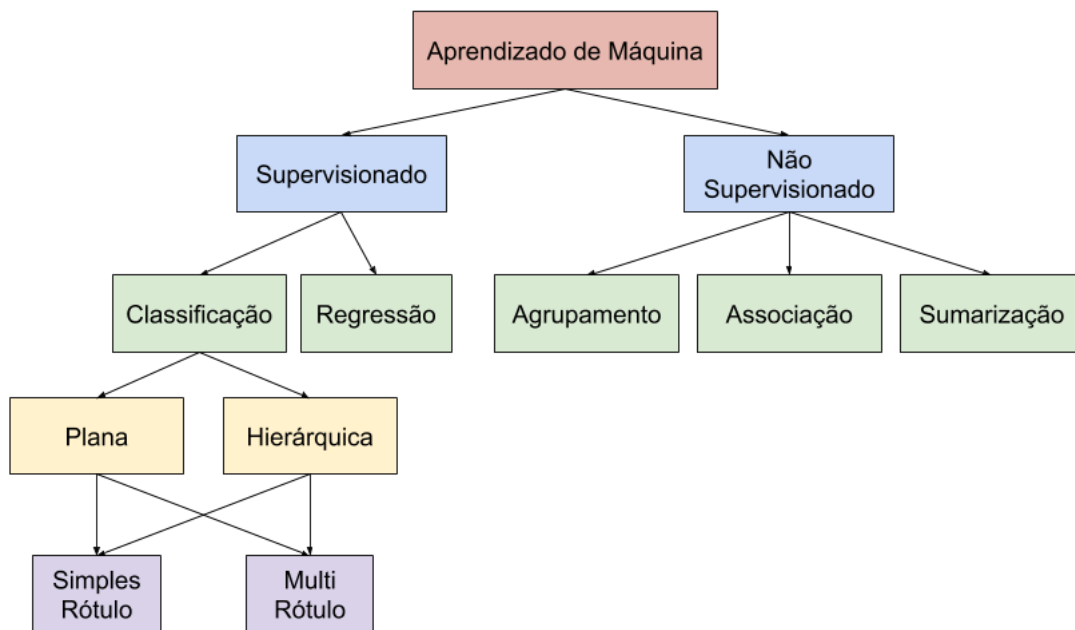 Aprendizado de Máquina
Supervisionado
Não
Supervisionado
Classificação
Regressão
Agrupamento
Associação
Sumarização
Plana
Hierárquica
Simples
Rótulo
Multi
Rótulo